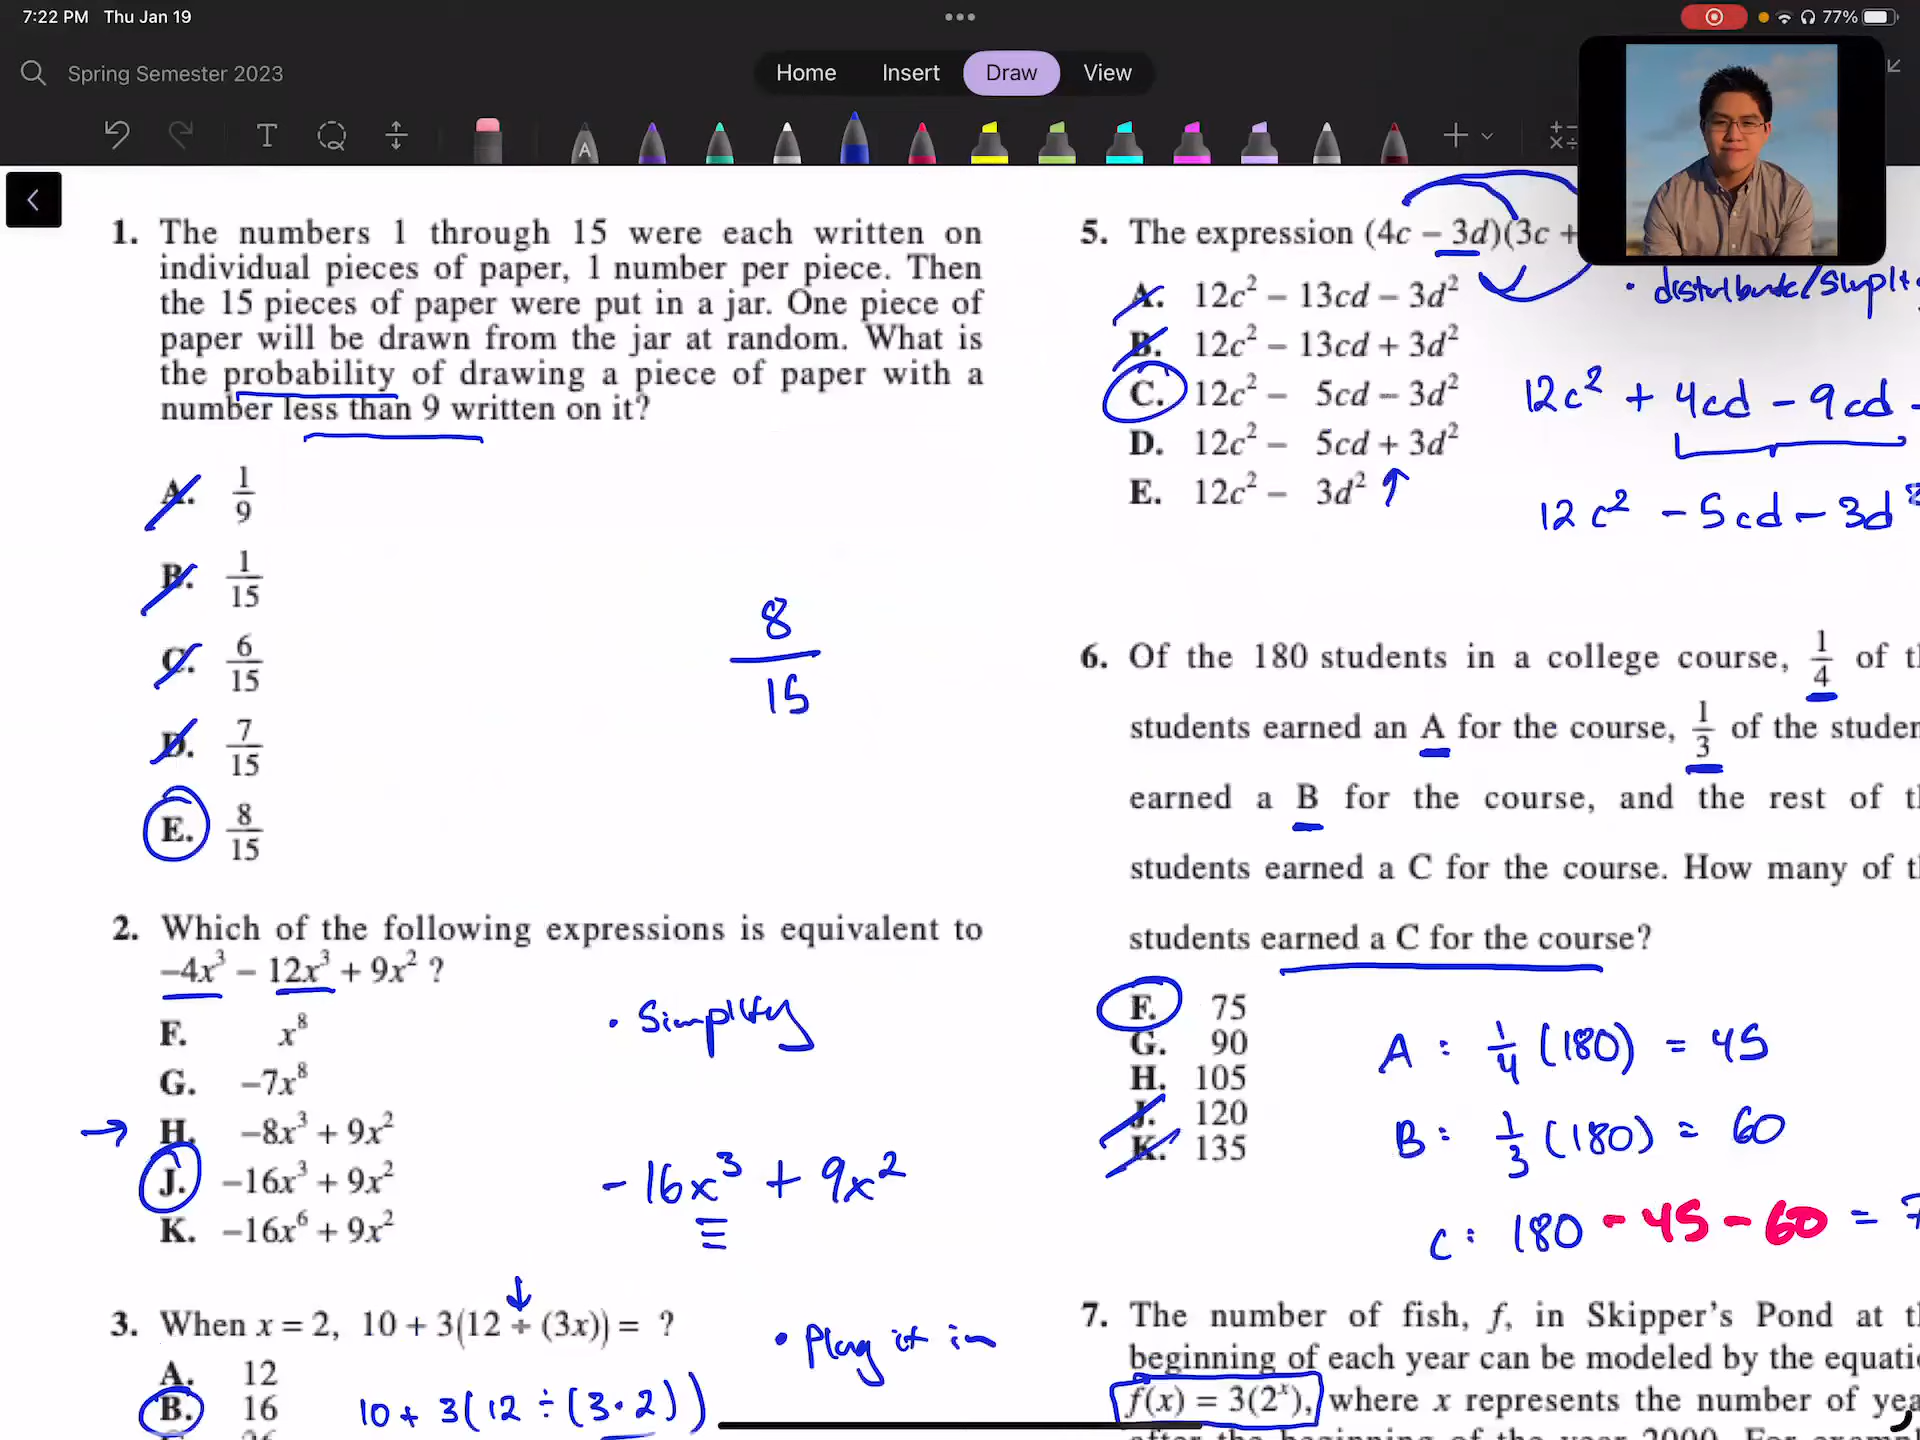 7:22 PM Thu Jan 19
77%
Spring Semester 2023
Home Insert Draw View
1. The numbers 1 through 15 were each written on
individual pieces of paper, 1 number per piece. Then
the 15 pieces of paper were put in a jar. One piece of
paper will be drawn from the jar at random. What is
the probability of drawing a piece of paper with a
number less than 9 written on it?
A. 1/9
B. 1/15
C. 6/15
D. 7/15
E. 8/15
8/15
2. Which of the following expressions is equivalent to
−4x³ − 12x³ + 9x² ?
F. x⁸
G. −7x⁸
H. −8x³ + 9x²
J. −16x³ + 9x²
K. −16x⁶ + 9x²
• Simplify
-16x³ + 9x²
3. When x = 2, 10 + 3(12 ÷ (3x)) = ?
A. 12
B. 16
• Plug it in
10 + 3(12 ÷ (3·2))
5. The expression (4c − 3d)(3c +
A. 12c² − 13cd − 3d²
B. 12c² − 13cd + 3d²
C. 12c² − 5cd − 3d²
D. 12c² − 5cd + 3d²
E. 12c² − 3d²
12c² + 4cd - 9cd -
12c² - 5cd - 3d²
6. Of the 180 students in a college course, 1/4 of
students earned an A for the course, 1/3 of the
earned a B for the course, and the rest of
students earned a C for the course. How many of
students earned a C for the course?
F. 75
G. 90
H. 105
J. 120
K. 135
A: 1/4 (180) = 45
B: 1/3 (180) = 60
C: 180 - 45 - 60 =
7. The number of fish, f, in Skipper's Pond at
beginning of each year can be modeled by the
f(x) = 3(2ˣ), where x represents the number of